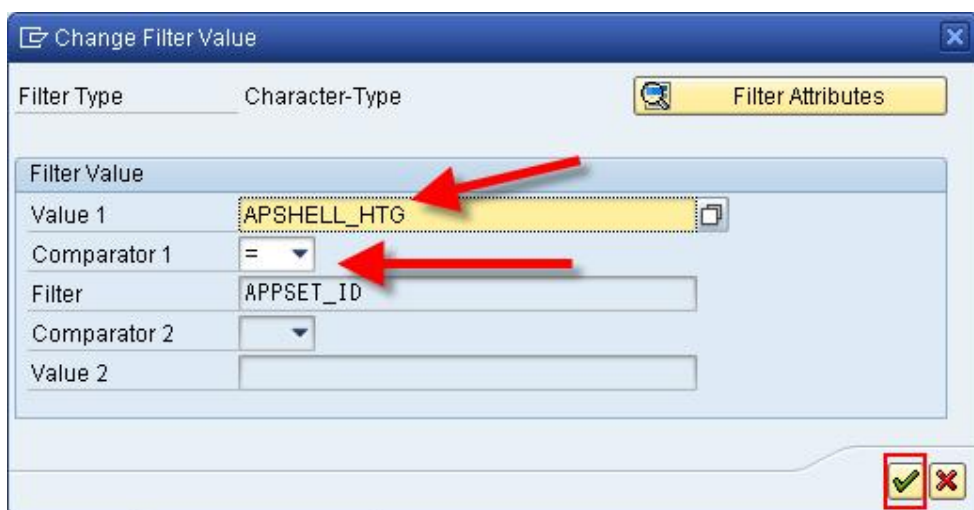 Change Filter Value
Filter Type Character-Type Filter Attributes
Filter Value
Value 1 APSHELL_HTG
Comparator 1 =
Filter APPSET_ID
Comparator 2
Value 2